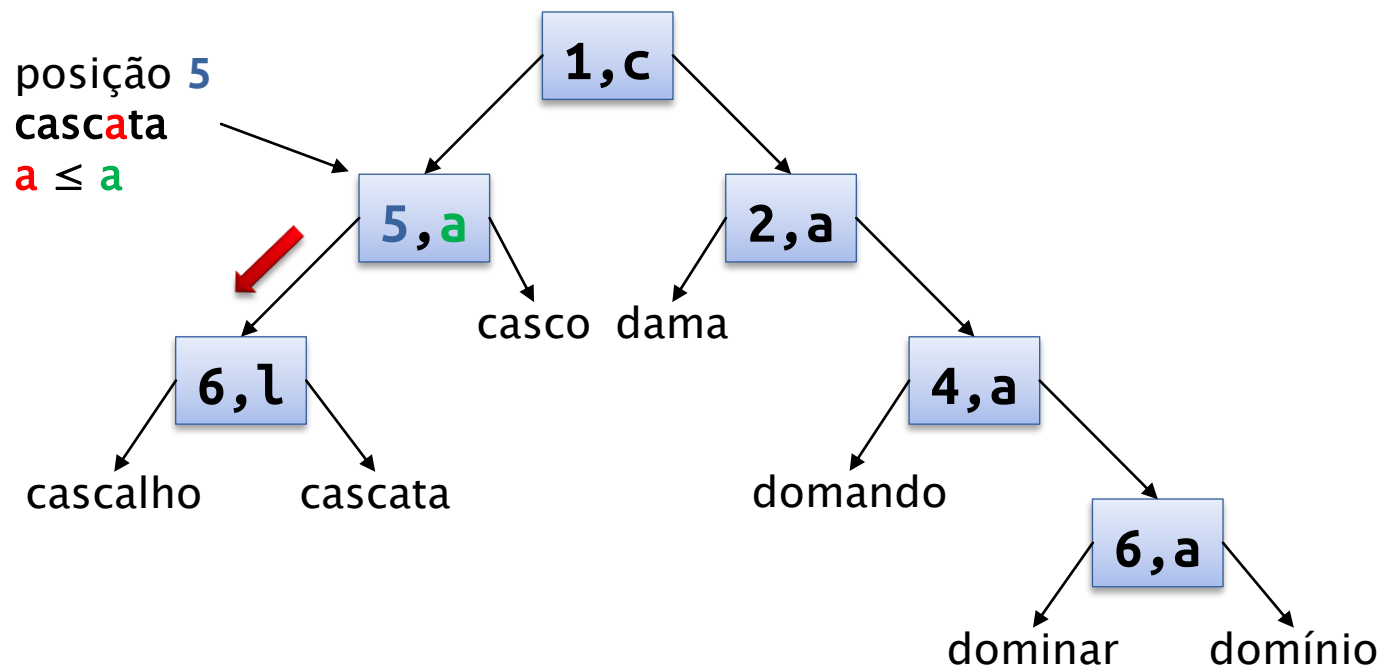 1,c
posição 5
cascata
a ≤ a
5,a
2,a
casco
dama
6,l
4,a
cascalho
cascata
domando
6,a
dominar
domínio